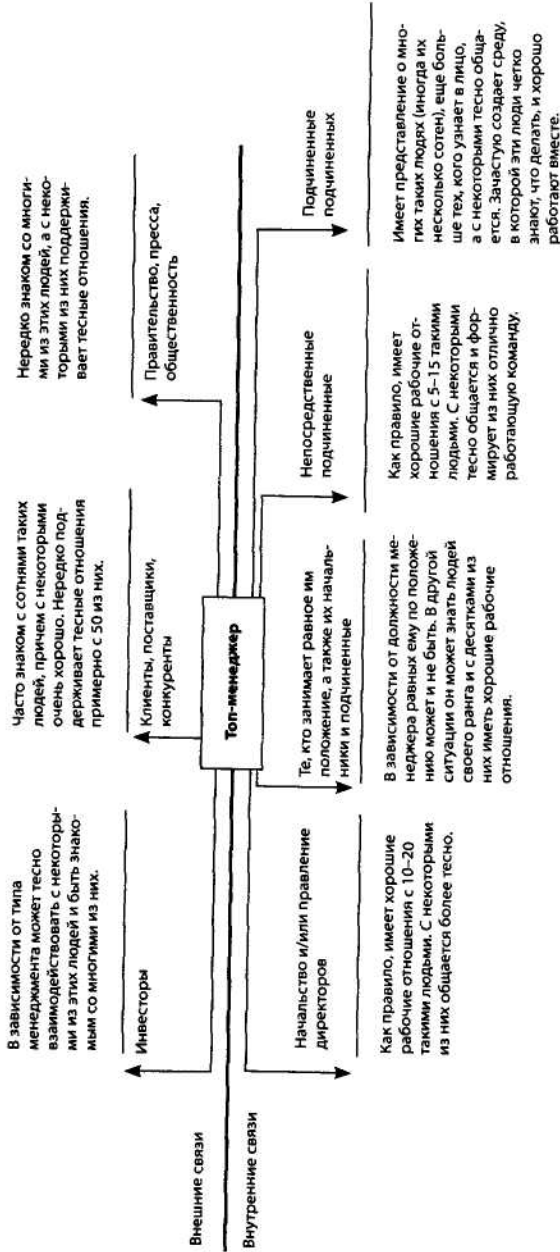 В зависимости от типа
менеджмента может тесно
взаимодействовать с некоторы-
ми из этих людей и быть знако-
мым со многими из них.
Инвесторы
Часто знаком с сотнями таких
людей, причем с некоторыми
очень хорошо. Нередко под-
держивает тесные отношения
примерно с 50 из них.
Клиенты, поставщики,
конкуренты
Нередко знаком со многи-
ми из этих людей, а с неко-
торыми из них поддержи-
вает тесные отношения.
Правительство, пресса,
общественность
Внешние связи
Топ-менеджер
Внутренние связи
Начальство и/или правление
директоров
Как правило, имеет хорошие
рабочие отношения с 10–20
такими людьми. С некоторыми
из них общается более тесно.
Те, кто занимает равное им
положение, а также их началь-
ники и подчиненные
В зависимости от должности ме-
неджера равных ему по положе-
нию может и не быть. В другой
ситуации он может знать людей
своего ранга и с десятками из
них иметь хорошие рабочие
отношения.
Непосредственные
подчиненные
Как правило, имеет
хорошие рабочие от-
ношения с 5–15 такими
людьми. С некоторыми
тесно общается и фор-
мирует из них отлично
работающую команду.
Подчиненные
подчиненных
Имеет представление о мно-
гих таких людях (иногда их
несколько сотен), еще боль-
ше тех, кого узнает в лицо,
а с некоторыми тесно обща-
ется. Зачастую создает среду,
в которой эти люди четко
знают, что делать, и хорошо
работают вместе.